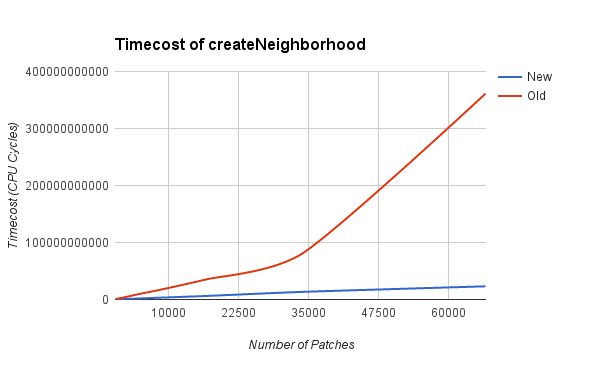 Timecost of createNeighborhood
400000000000
300000000000
200000000000
100000000000
0
Timecost (CPU Cycles)
10000 22500 35000 47500 60000
Number of Patches
New
Old